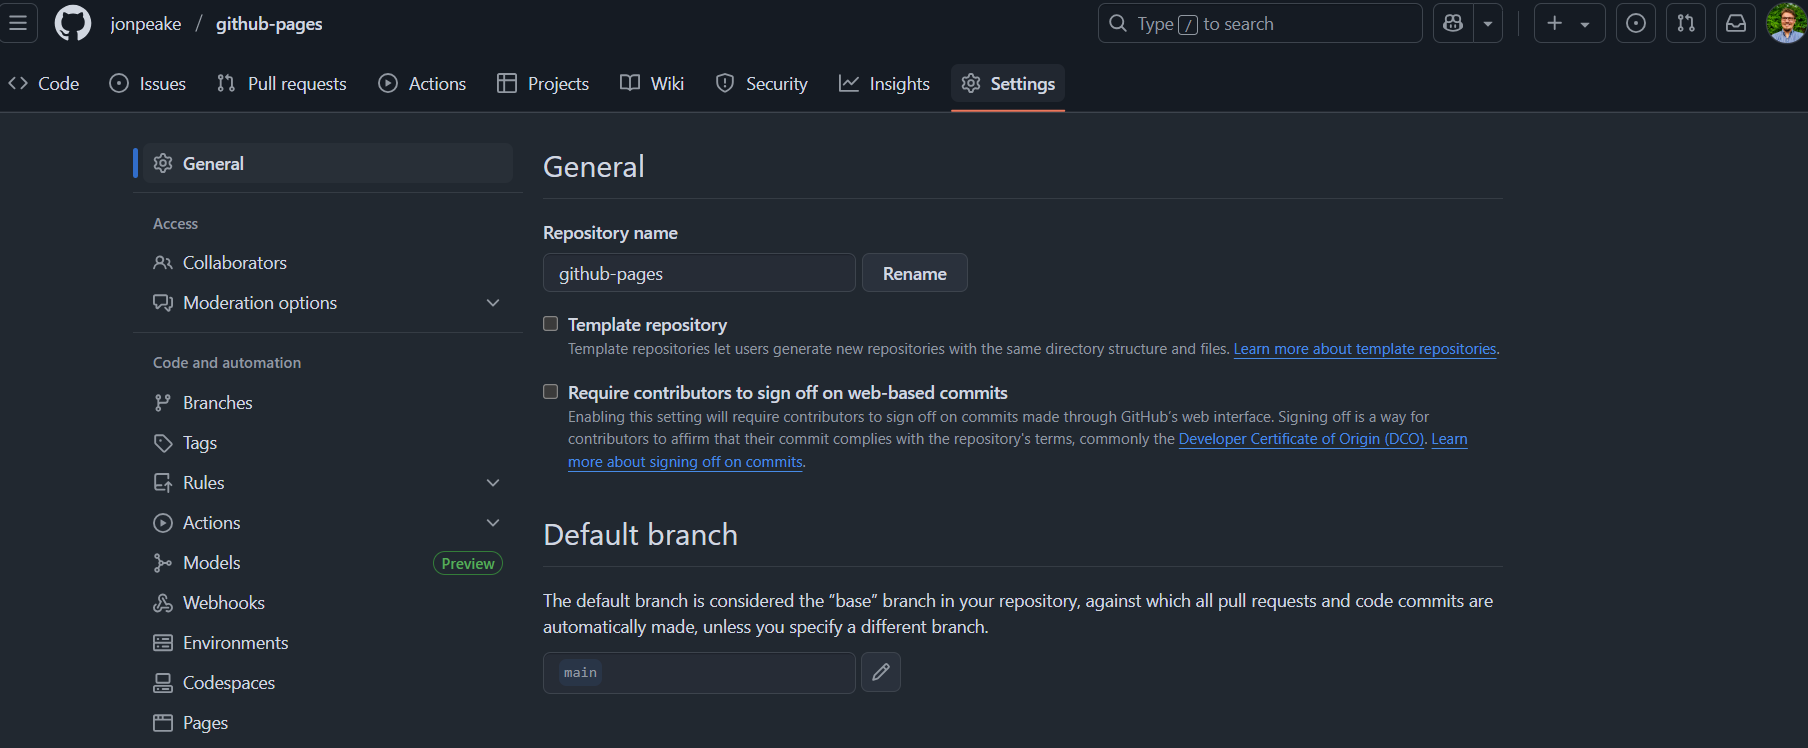 jonpeake / github-pages
Type / to search
Code
Issues
Pull requests
Actions
Projects
Wiki
Security
Insights
Settings
General
Access
Collaborators
Moderation options
Code and automation
Branches
Tags
Rules
Actions
Models Preview
Webhooks
Environments
Codespaces
Pages
General
Repository name
github-pages Rename
Template repository
Template repositories let users generate new repositories with the same directory structure and files. Learn more about template repositories.
Require contributors to sign off on web-based commits
Enabling this setting will require contributors to sign off on commits made through GitHub’s web interface. Signing off is a way for
contributors to affirm that their commit complies with the repository's terms, commonly the Developer Certificate of Origin (DCO). Learn
more about signing off on commits.
Default branch
The default branch is considered the “base” branch in your repository, against which all pull requests and code commits are
automatically made, unless you specify a different branch.
main